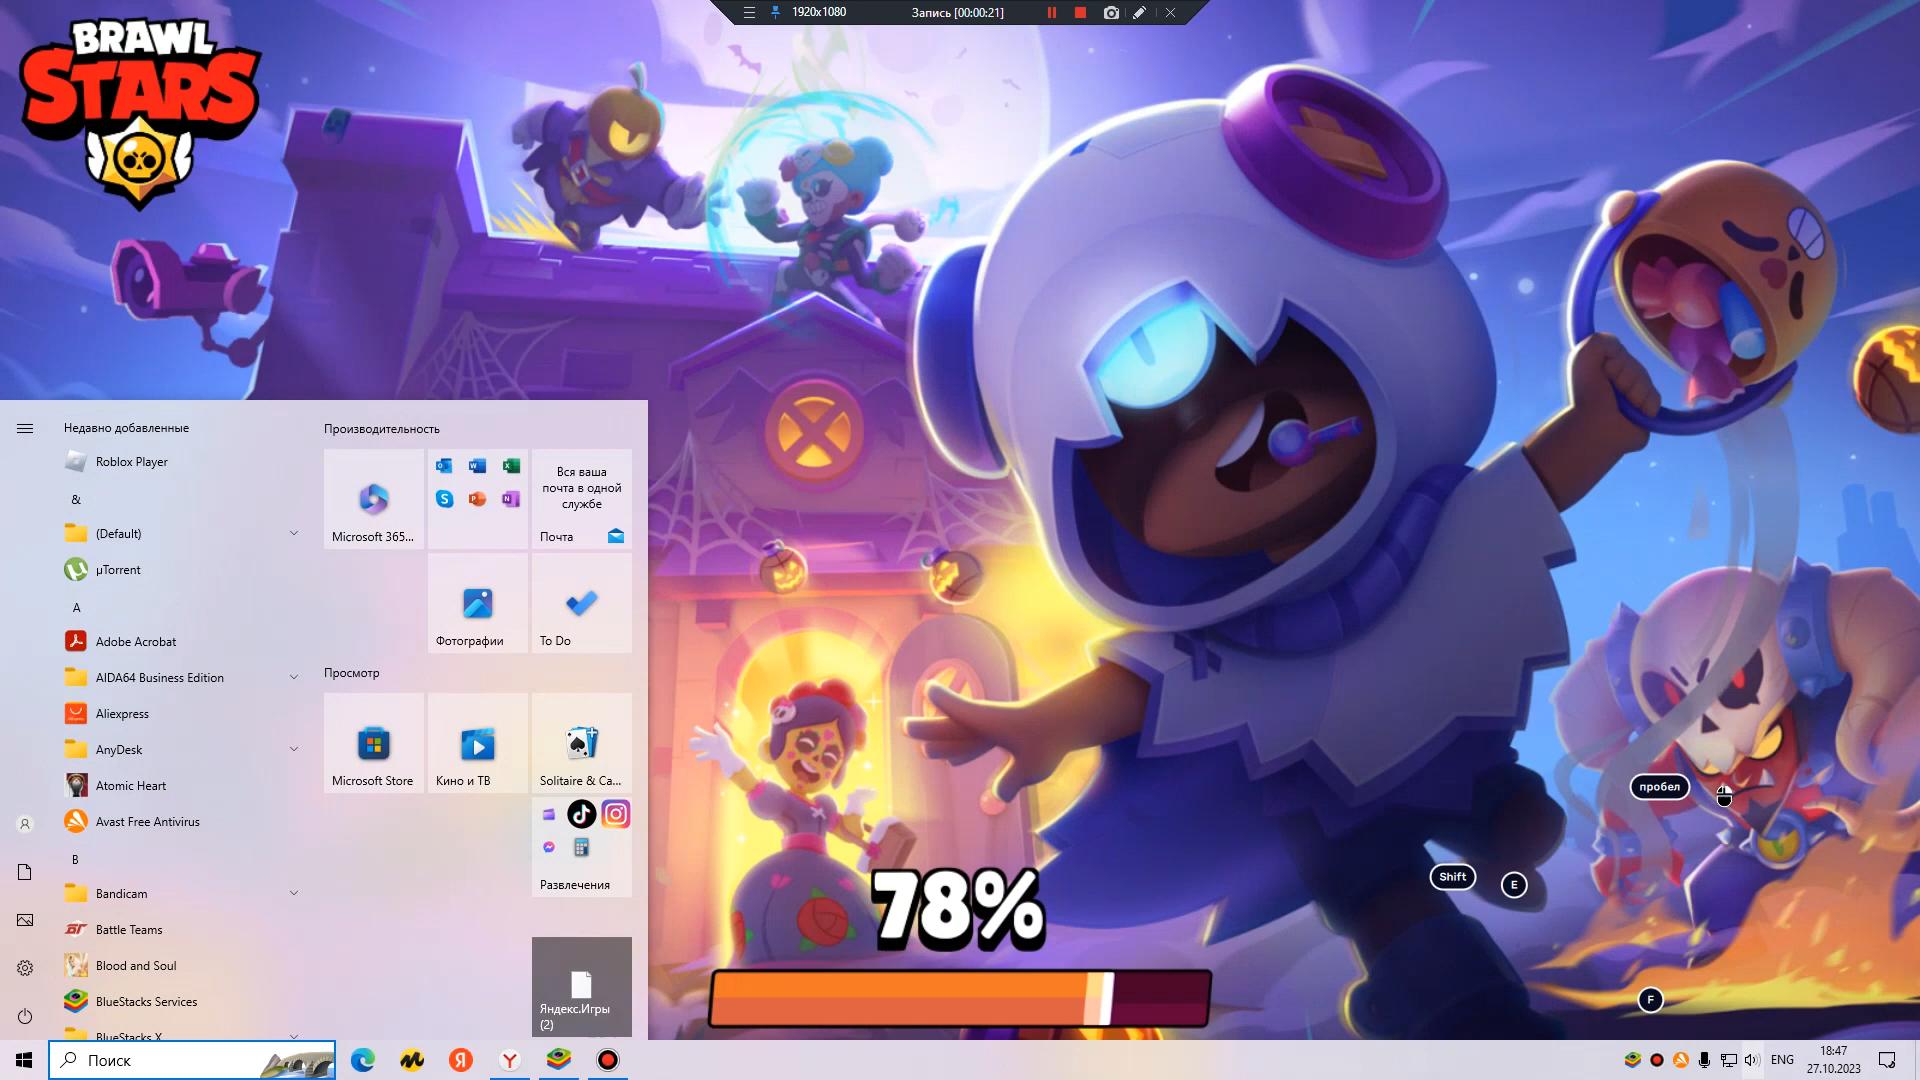 1920x1080
Запись [00:00:21]
BRAWL
STARS
Недавно добавленные
Roblox Player
&
(Default)
µTorrent
A
Adobe Acrobat
AIDA64 Business Edition
Aliexpress
AnyDesk
Atomic Heart
Avast Free Antivirus
B
Bandicam
Battle Teams
Blood and Soul
BlueStacks Services
BlueStacks X
Производительность
Microsoft 365...
Вся ваша
почта в одной
службе
Почта
Фотографии
To Do
Просмотр
Microsoft Store
Кино и ТВ
Solitaire & Ca...
Развлечения
Яндекс.Игры
(2)
78%
пробел
Shift
E
F
Поиск
ENG
18:47
27.10.2023